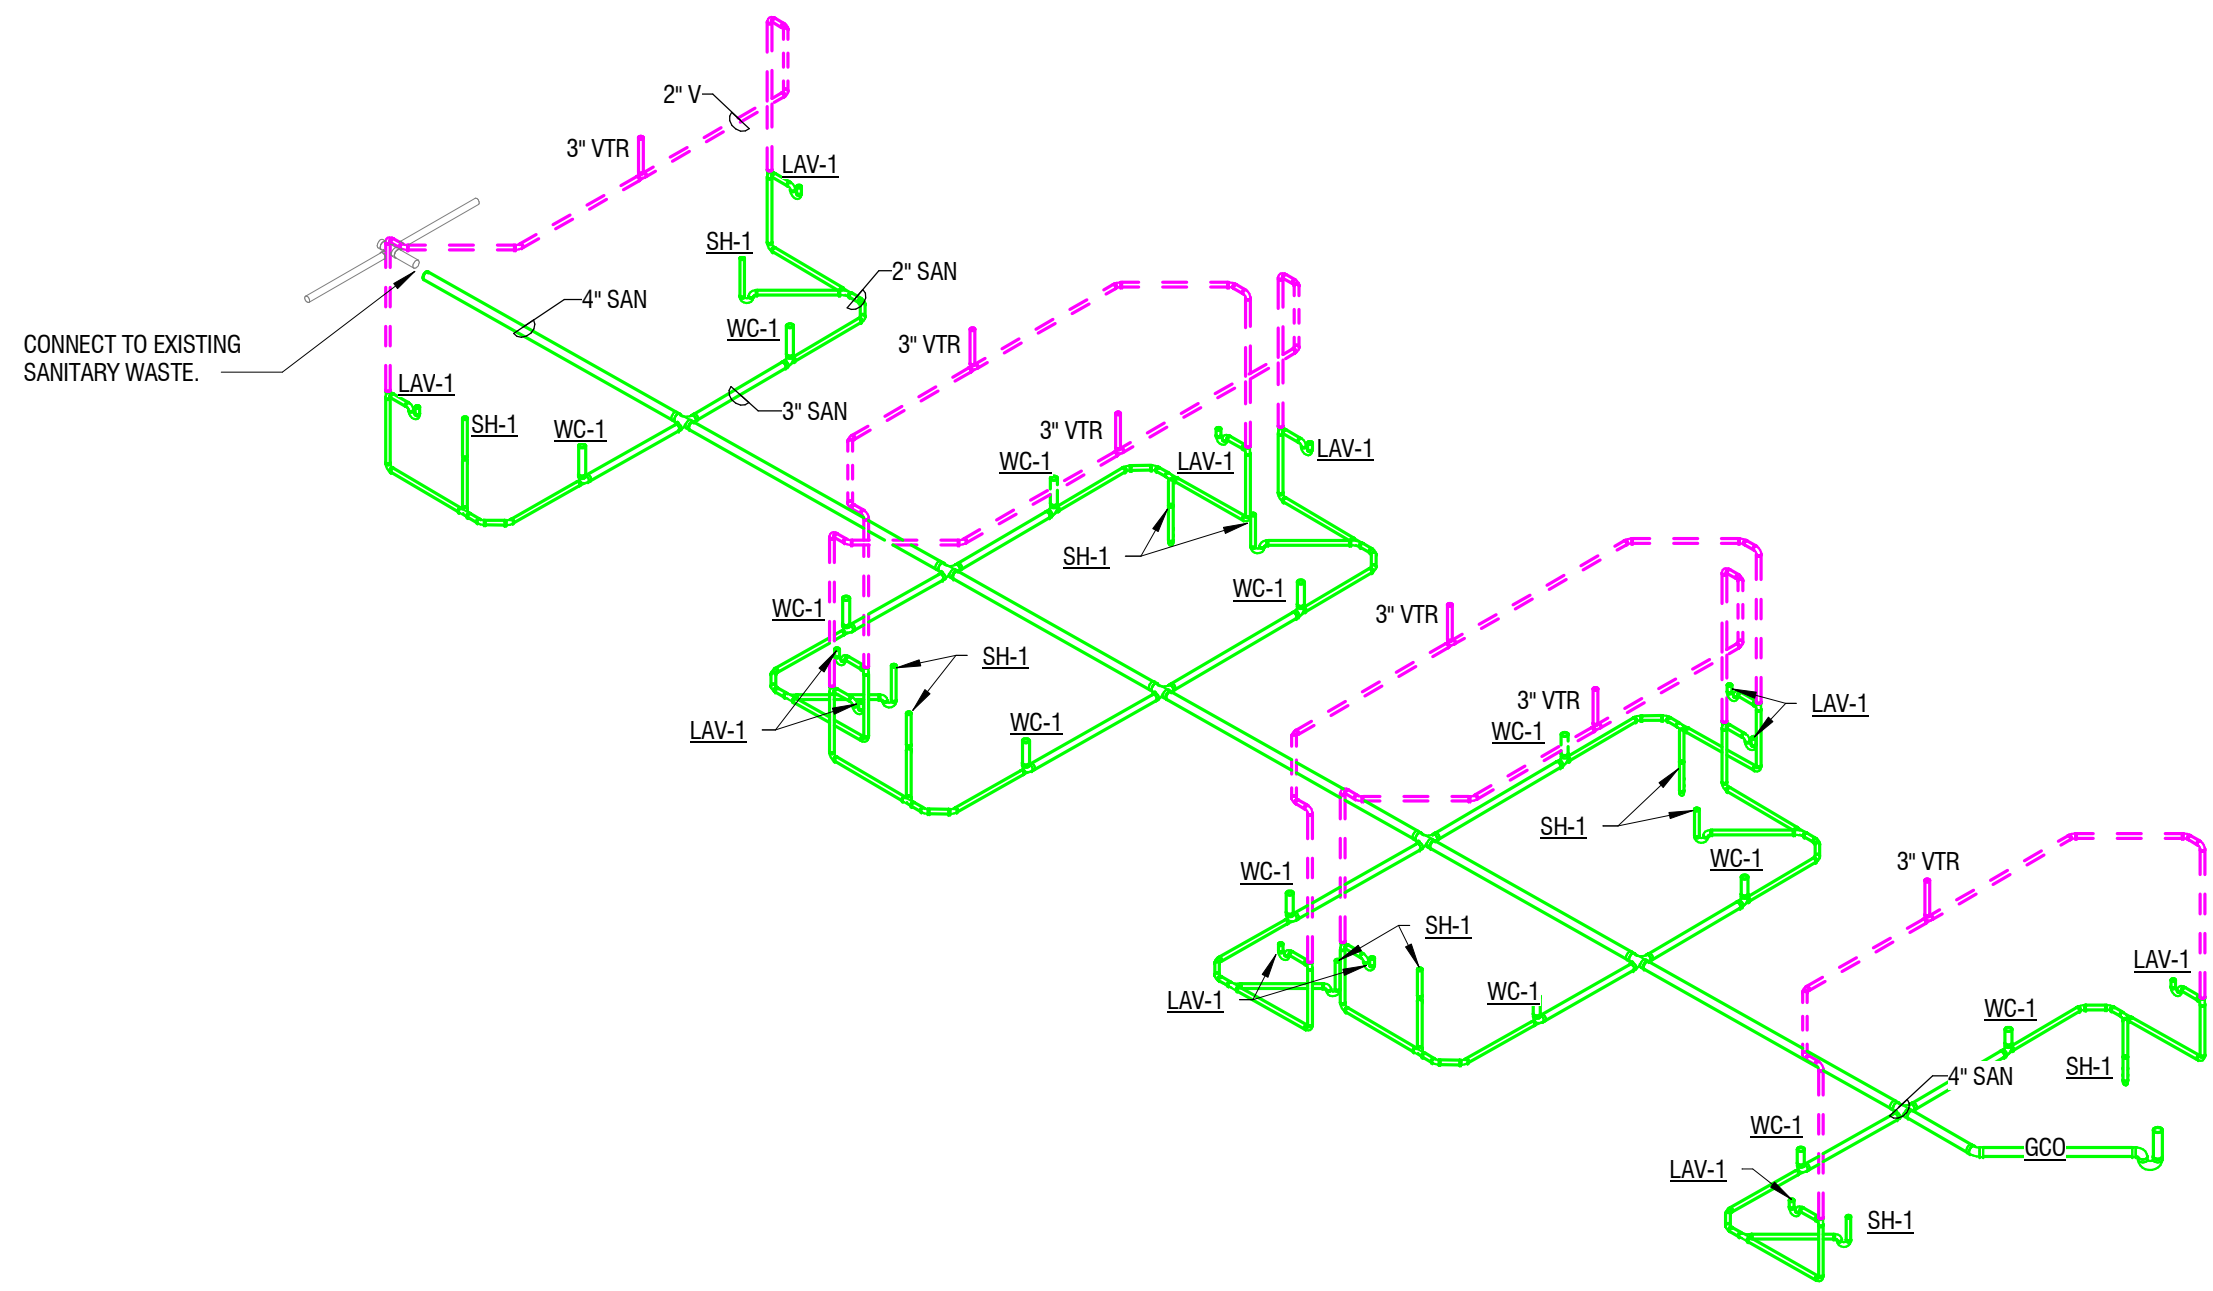 2" V
3" VTR
LAV-1
SH-1
2" SAN
4" SAN
WC-1
CONNECT TO EXISTING
SANITARY WASTE.
3" VTR
LAV-1
3" SAN
SH-1
WC-1
3" VTR
WC-1
LAV-1
LAV-1
SH-1
WC-1
WC-1
3" VTR
SH-1
LAV-1
WC-1
3" VTR
LAV-1
WC-1
SH-1
WC-1
3" VTR
WC-1
SH-1
LAV-1
LAV-1
WC-1
WC-1
SH-1
4" SAN
WC-1
GCO
LAV-1
SH-1